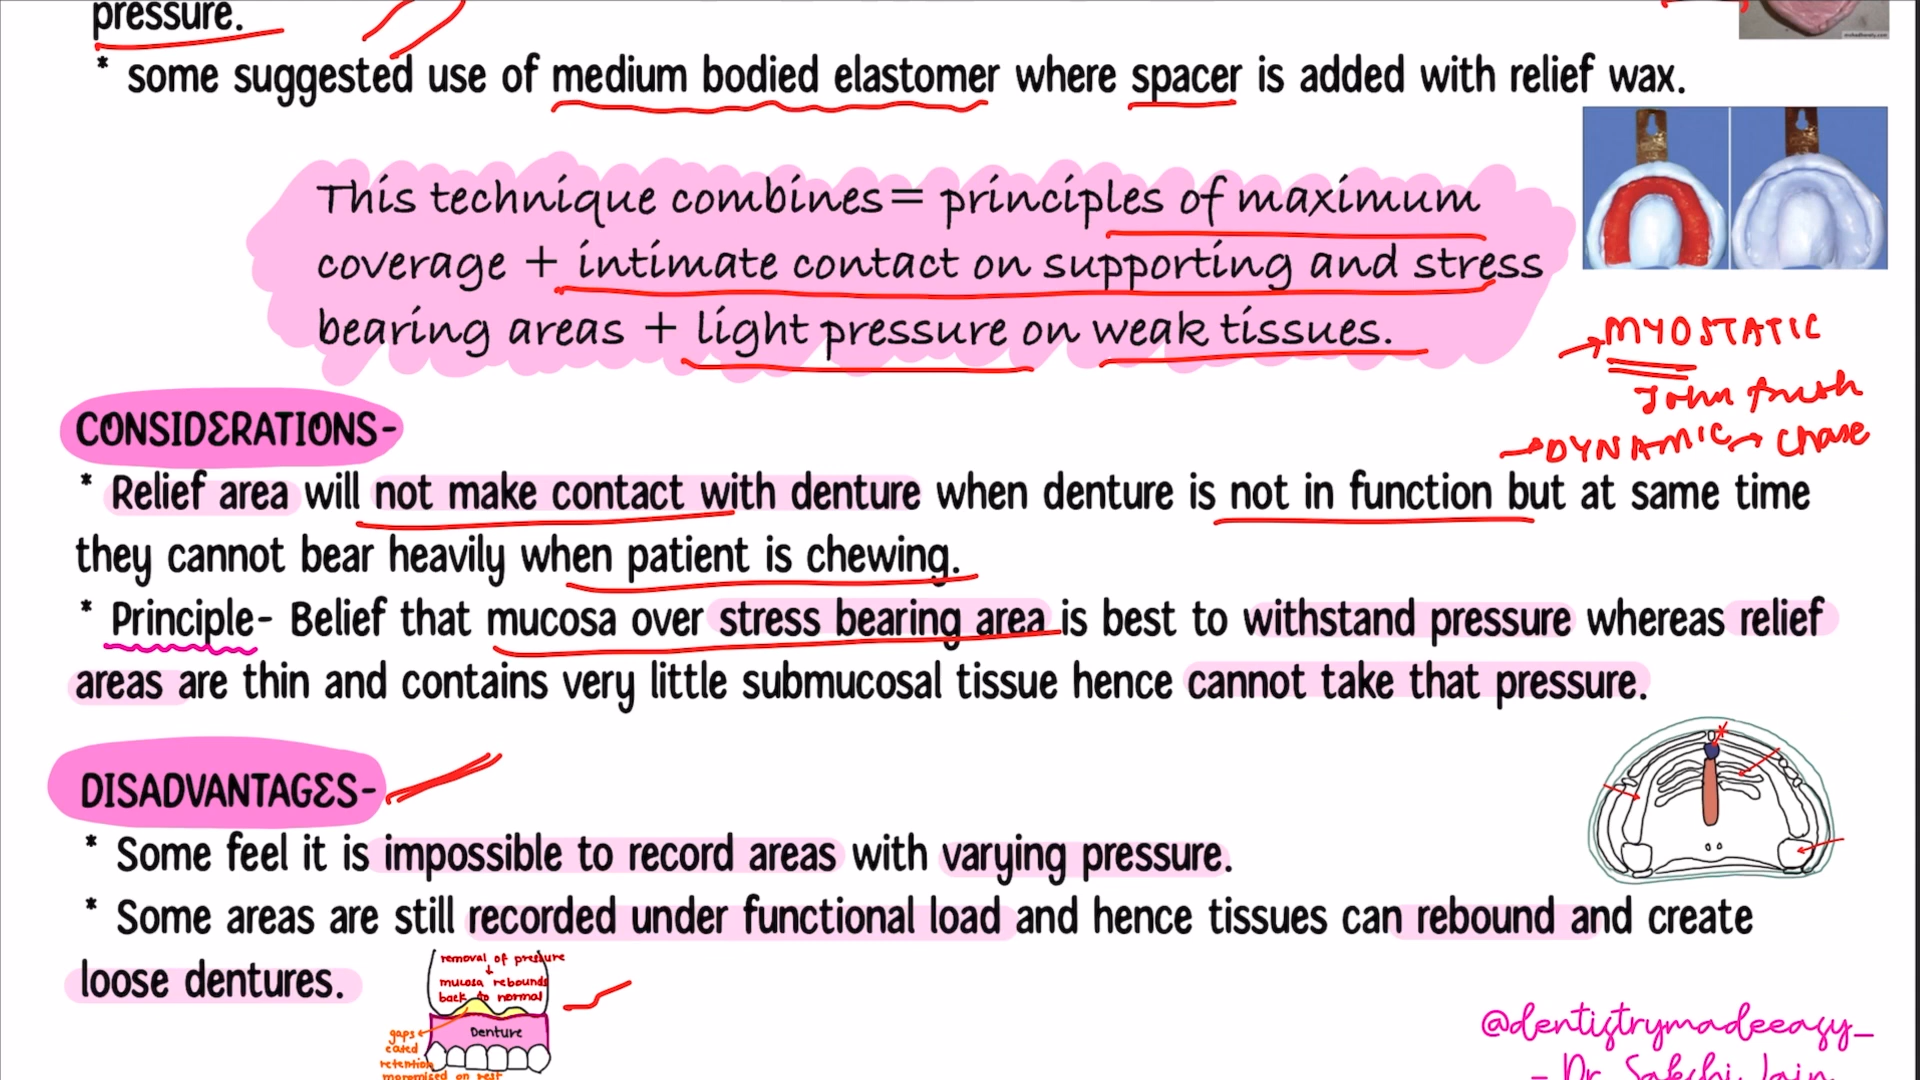 pressure.
* some suggested use of medium bodied elastomer where spacer is added with relief wax.
This technique combines= principles of maximum
coverage + intimate contact on supporting and stress
bearing areas + light pressure on weak tissues.
→MYOSTATIC
John
→DYNAMIC→ Chase
CONSIDERATIONS-
* Relief area will not make contact with denture when denture is not in function but at same time
they cannot bear heavily when patient is chewing.
* Principle- Belief that mucosa over stress bearing area is best to withstand pressure whereas relief
areas are thin and contains very little submucosal tissue hence cannot take that pressure.
DISADVANTAGES-
* Some feel it is impossible to record areas with varying pressure.
* Some areas are still recorded under functional load and hence tissues can rebound and create
loose dentures.
removal of pressure
↓
mucosa rebounds
back to normal
gaps
Denture
retention
on rest
@dentistrymadeeasy_
- Dr. Sakshi Jain